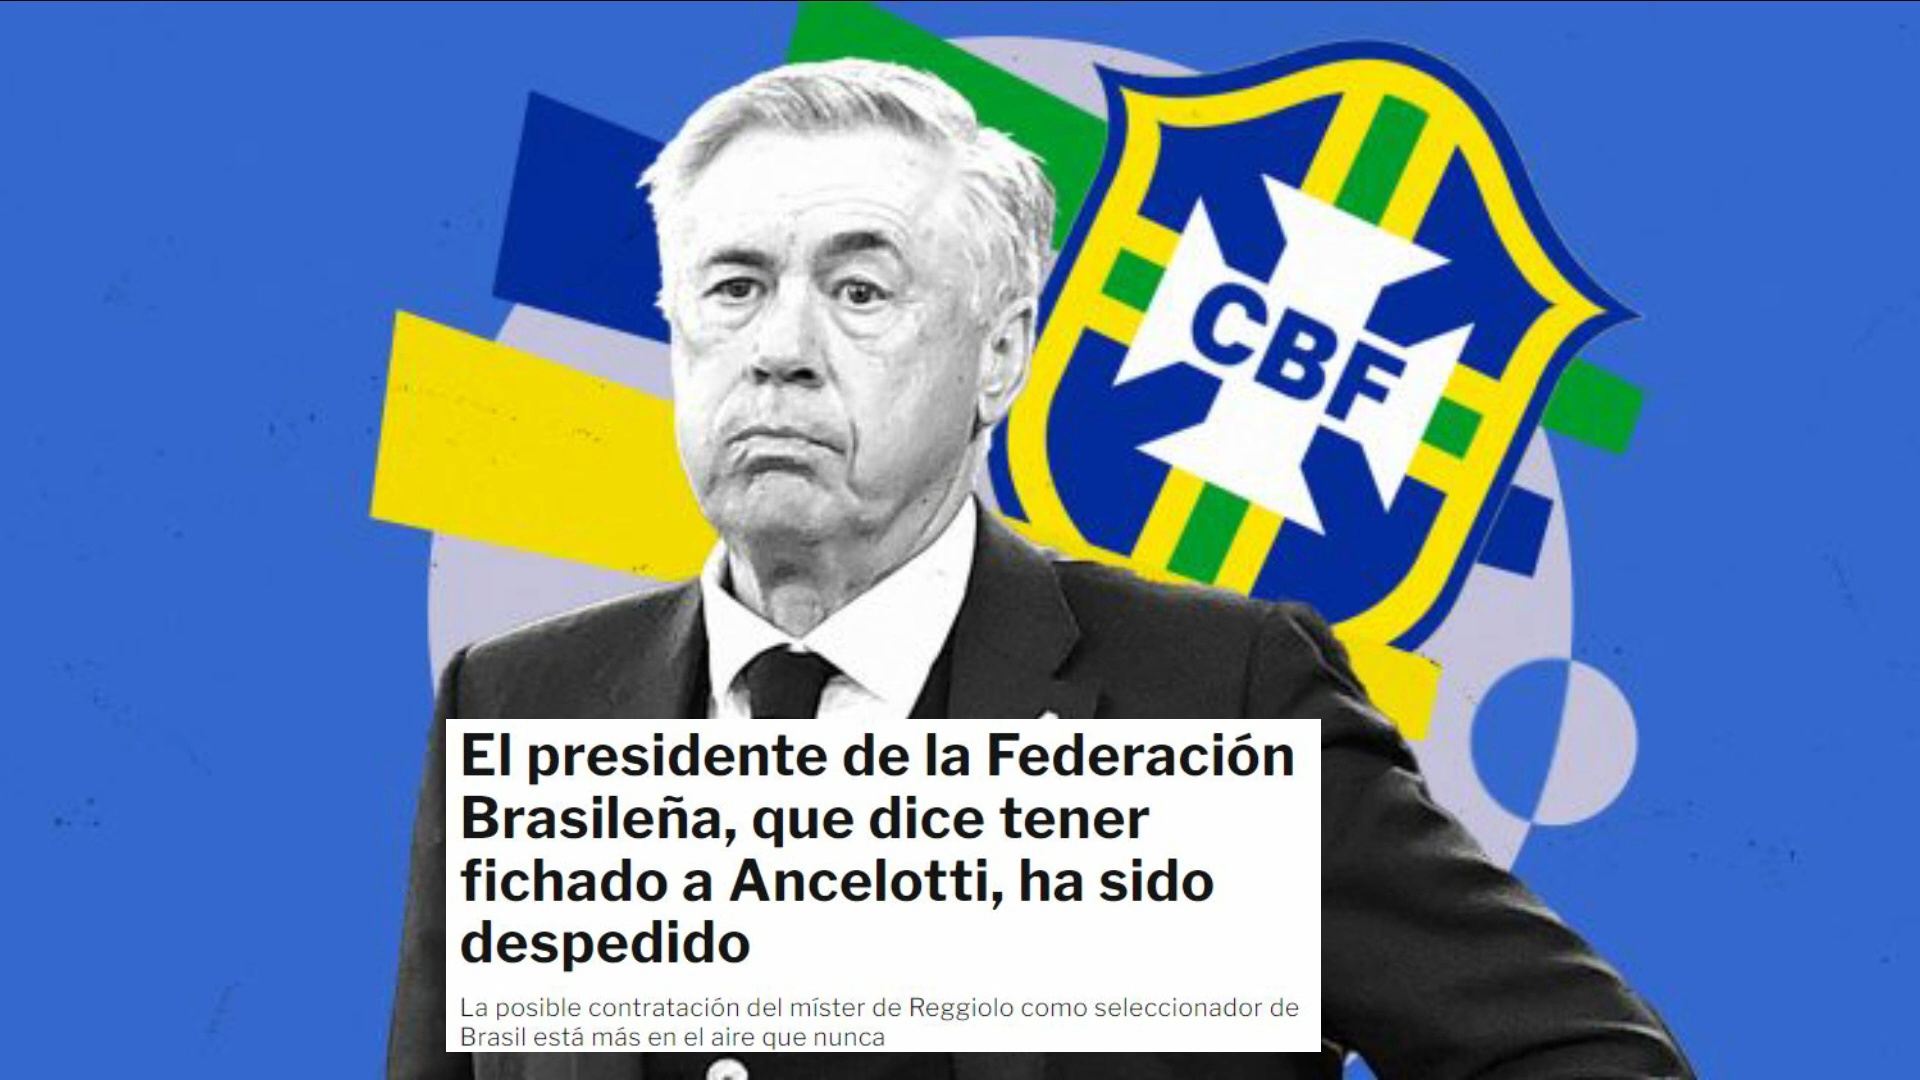 CBF
El presidente de la Federación
Brasileña, que dice tener
fichado a Ancelotti, ha sido
despedido
La posible contratación del míster de Reggiolo como seleccionador de
Brasil está más en el aire que nunca